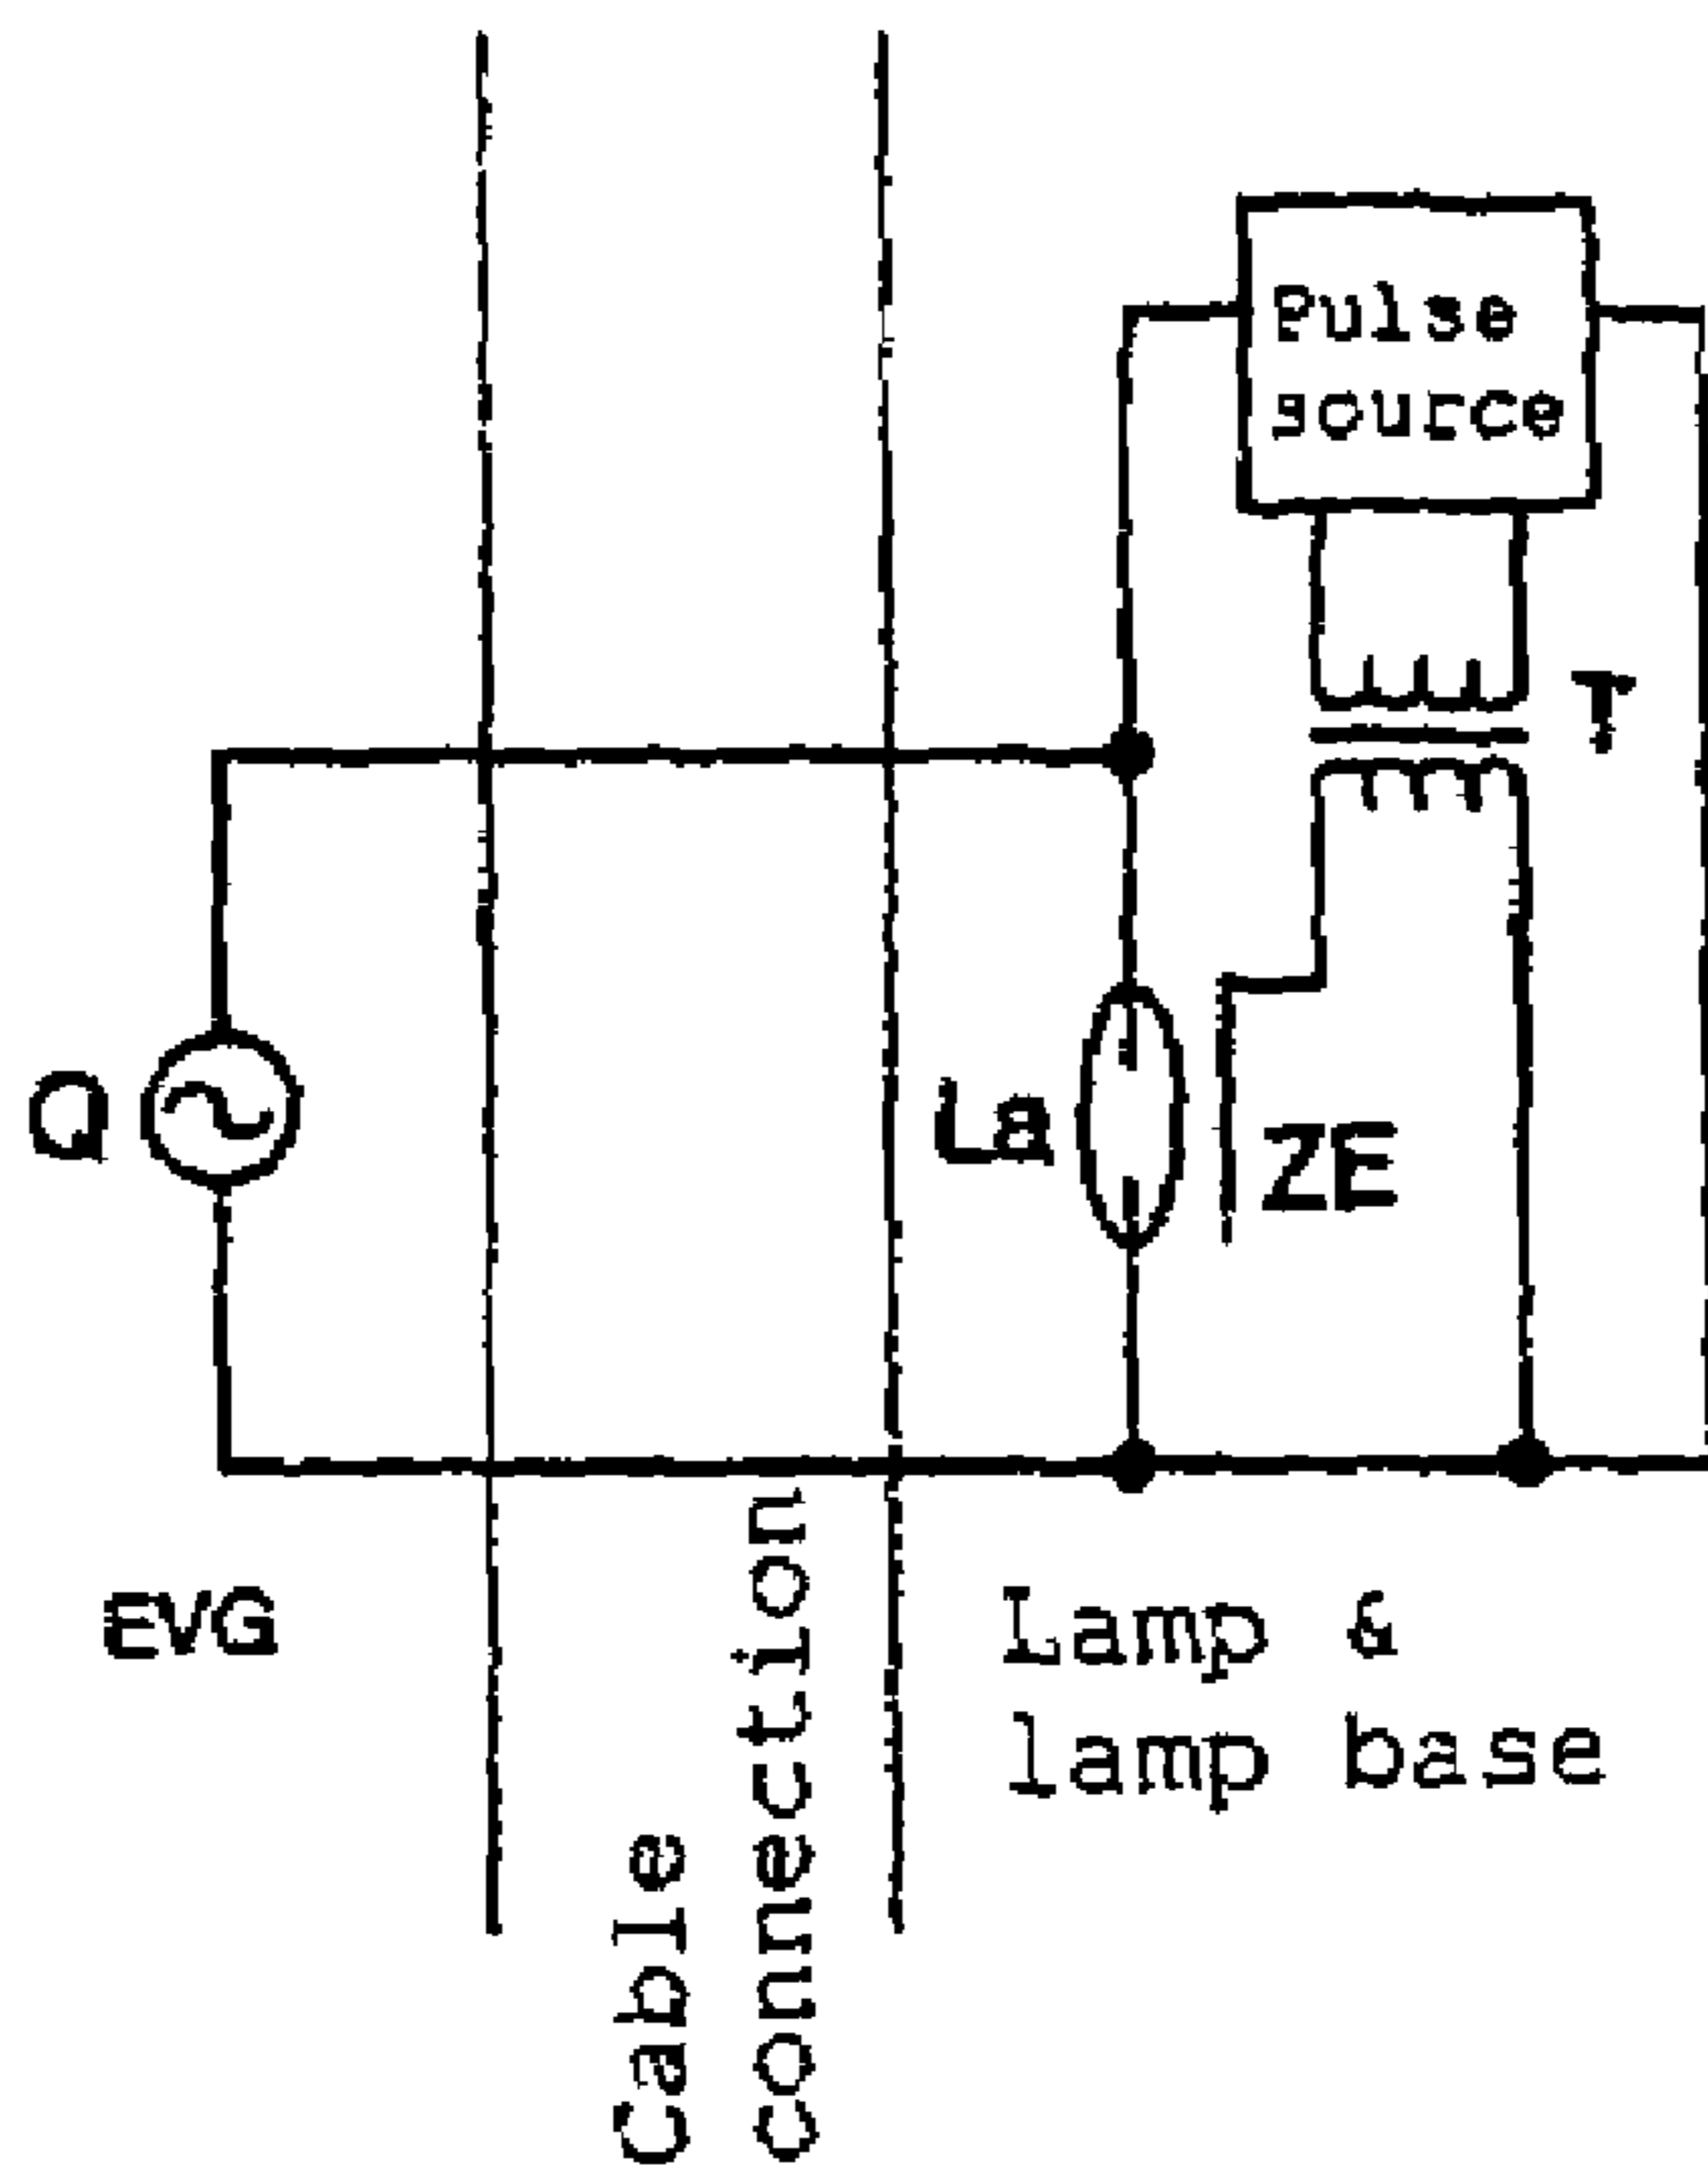 Pulse
source
T
Q
La
ZE
EVG
Cable
connection
Lamp &
lamp base